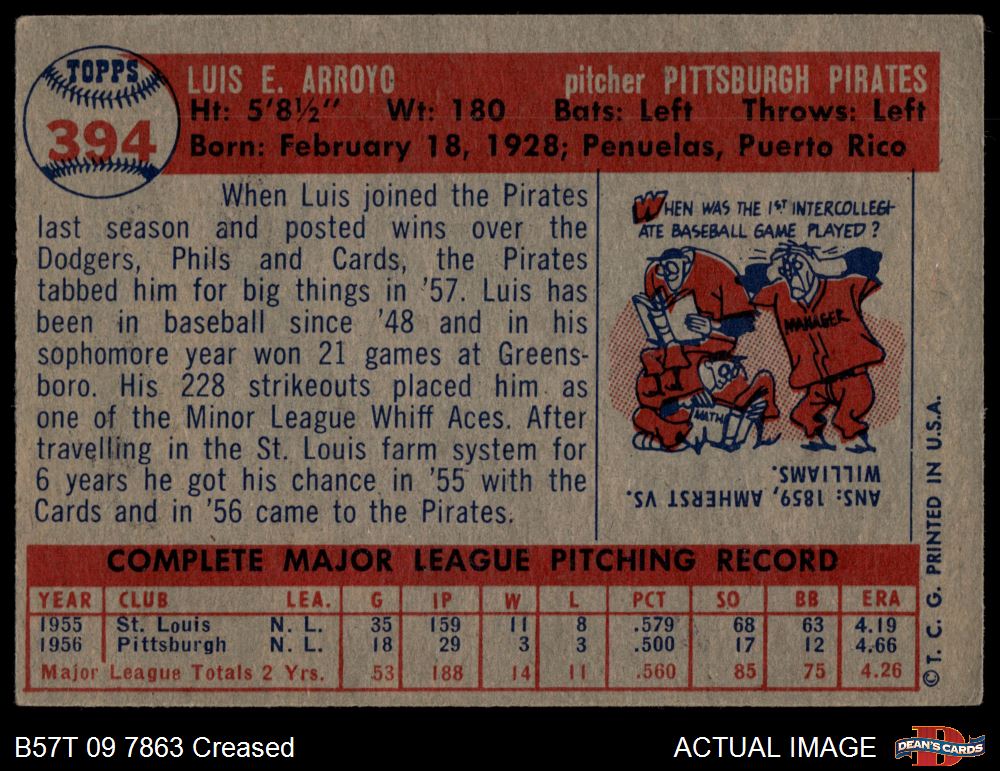 TOPPS
394
LUIS E. ARROYO pitcher PITTSBURGH PIRATES
Ht: 5'8½" Wt: 180 Bats: Left Throws: Left
Born: February 18, 1928; Penuelas, Puerto Rico
When Luis joined the Pirates
last season and posted wins over the
Dodgers, Phils and Cards, the Pirates
tabbed him for big things in '57. Luis has
been in baseball since '48 and in his
sophomore year won 21 games at Greens-
boro. His 228 strikeouts placed him as
one of the Minor League Whiff Aces. After
travelling in the St. Louis farm system for
6 years he got his chance in '55 with the
Cards and in '56 came to the Pirates.
WHEN WAS THE 1ST INTERCOLLEGI-
ATE BASEBALL GAME PLAYED?
MANAGER
MATH
ANS: 1859, AMHERST VS.
WILLIAMS.
COMPLETE MAJOR LEAGUE PITCHING RECORD
YEAR CLUB LEA. G IP W L PCT SO BB ERA
1955 St. Louis N. L. 35 159 11 8 .579 68 63 4.19
1956 Pittsburgh N. L. 18 29 3 3 .500 17 12 4.66
Major League Totals 2 Yrs. 53 188 14 11 .560 85 75 4.26
© T. C. G. PRINTED IN U.S.A.
B57T 09 7863 Creased
ACTUAL IMAGE
DEAN'S CARDS